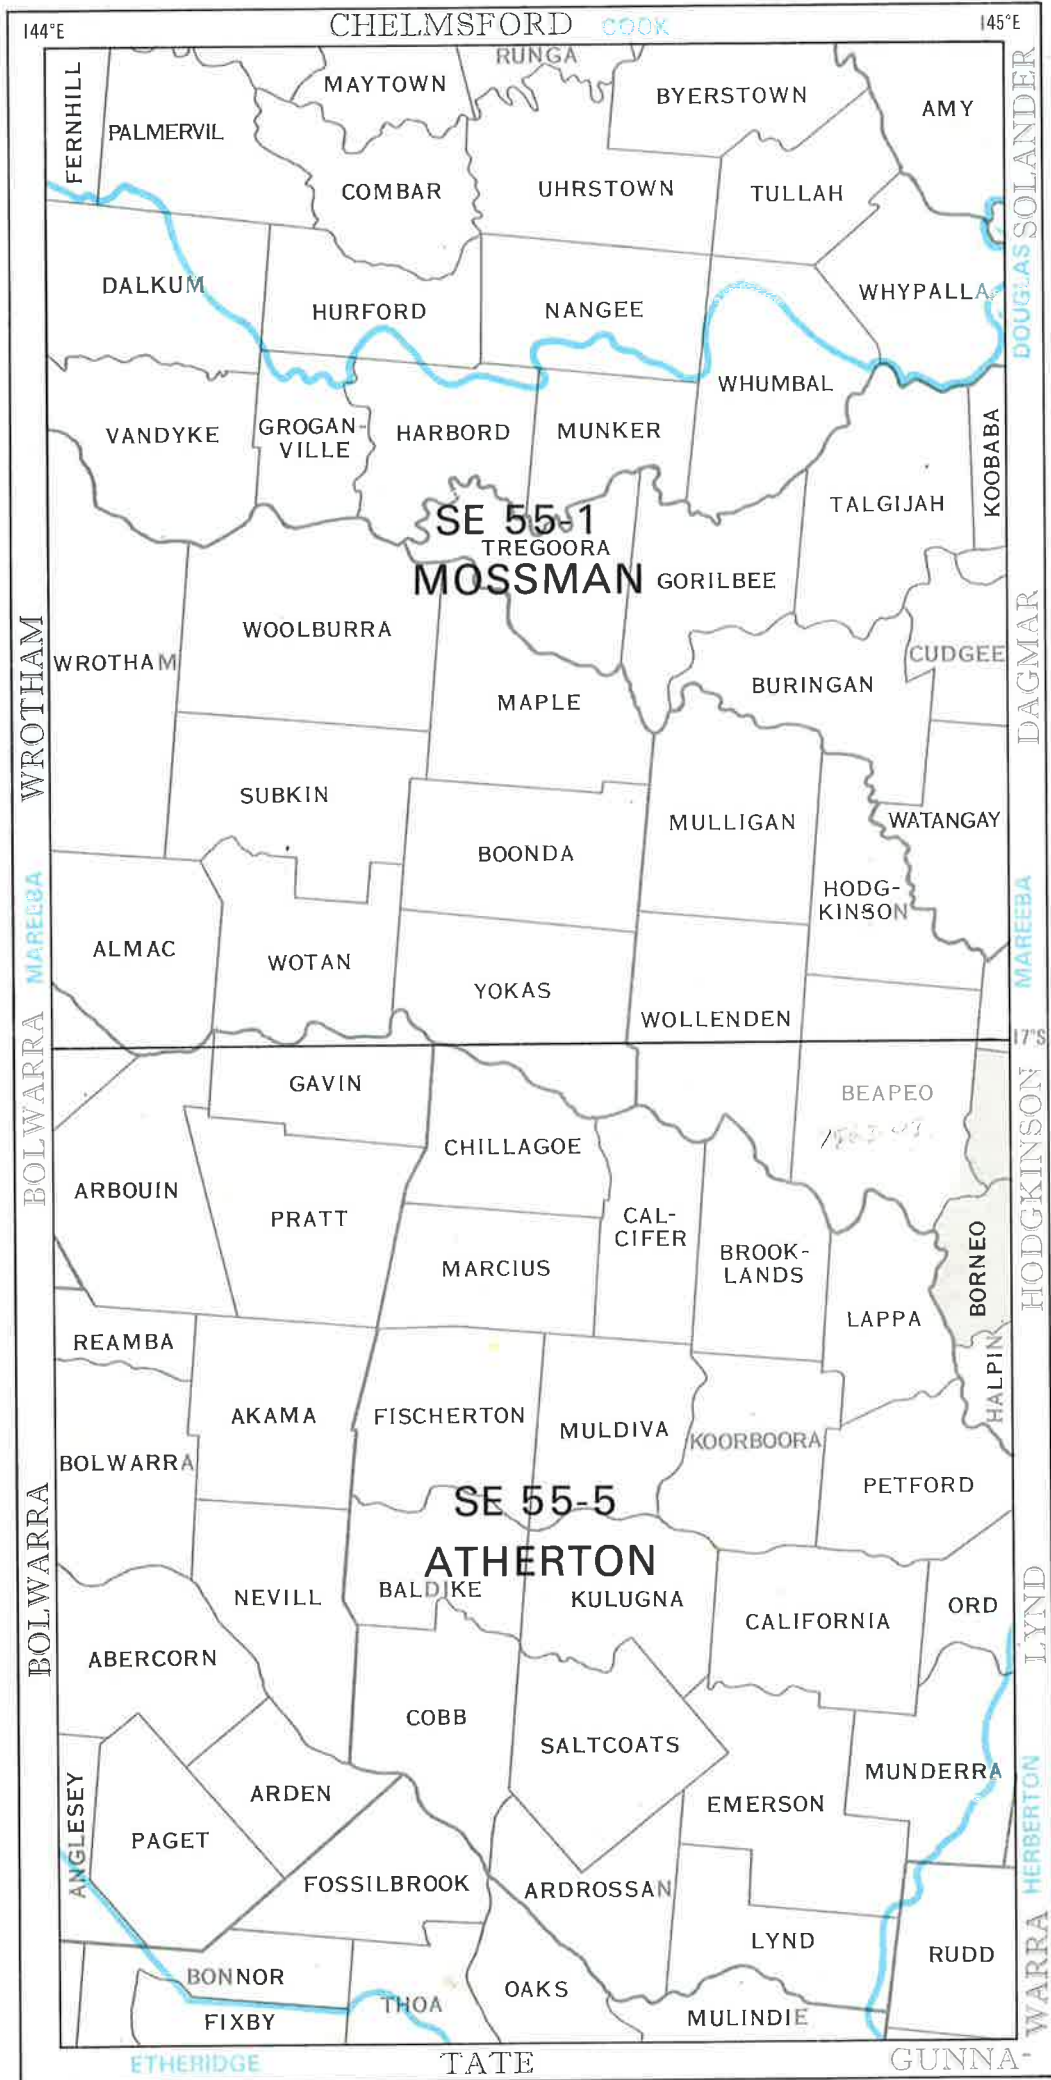 CHELMSFORD COOK
144°E
145°E
RUNGA
MAYTOWN
BYERSTOWN
AMY
FERNHILL
PALMERVIL
COMBAR
UHRSTOWN
TULLAH
SOLANDER
DALKUM
HURFORD
NANGEE
WHYPALLA
DOUGLAS
WHUMBAL
VANDYKE
GROGAN-
VILLE
HARBORD
MUNKER
KOOBABA
TALGIJAH
SE 55-1
TREGOORA
MOSSMAN
GORILBEE
WOOLBURRA
WROTHAM
WROTHAM
CUDGEE
DAGMAR
BURINGAN
MAPLE
SUBKIN
MULLIGAN
WATANGAY
BOONDA
HODG-
KINSON
MAREEBA
MAREEBA
ALMAC
WOTAN
YOKAS
WOLLENDEN
17°S
BOLWARRA
GAVIN
BEAPEO
CHILLAGOE
ARBOUIN
PRATT
CAL-
CIFER
HODGKINSON
MARCIUS
BROOK-
LANDS
BORNEO
LAPPA
REAMBA
HALPIN
AKAMA
FISCHERTON
MULDIVA
KOORBOORA
BOLWARRA
PETFORD
SE 55-5
ATHERTON
BOLWARRA
BALDIKE
NEVILL
KULUGNA
ORD
CALIFORNIA
LYND
ABERCORN
COBB
SALTCOATS
MUNDERRA
ARDEN
EMERSON
ANGLESEY
PAGET
HERBERTON
FOSSILBROOK
ARDROSSAN
LYND
RUDD
BONNOR
OAKS
THOA
MULINDIE
FIXBY
ETHERIDGE
TATE
GUNNA-
WARRA